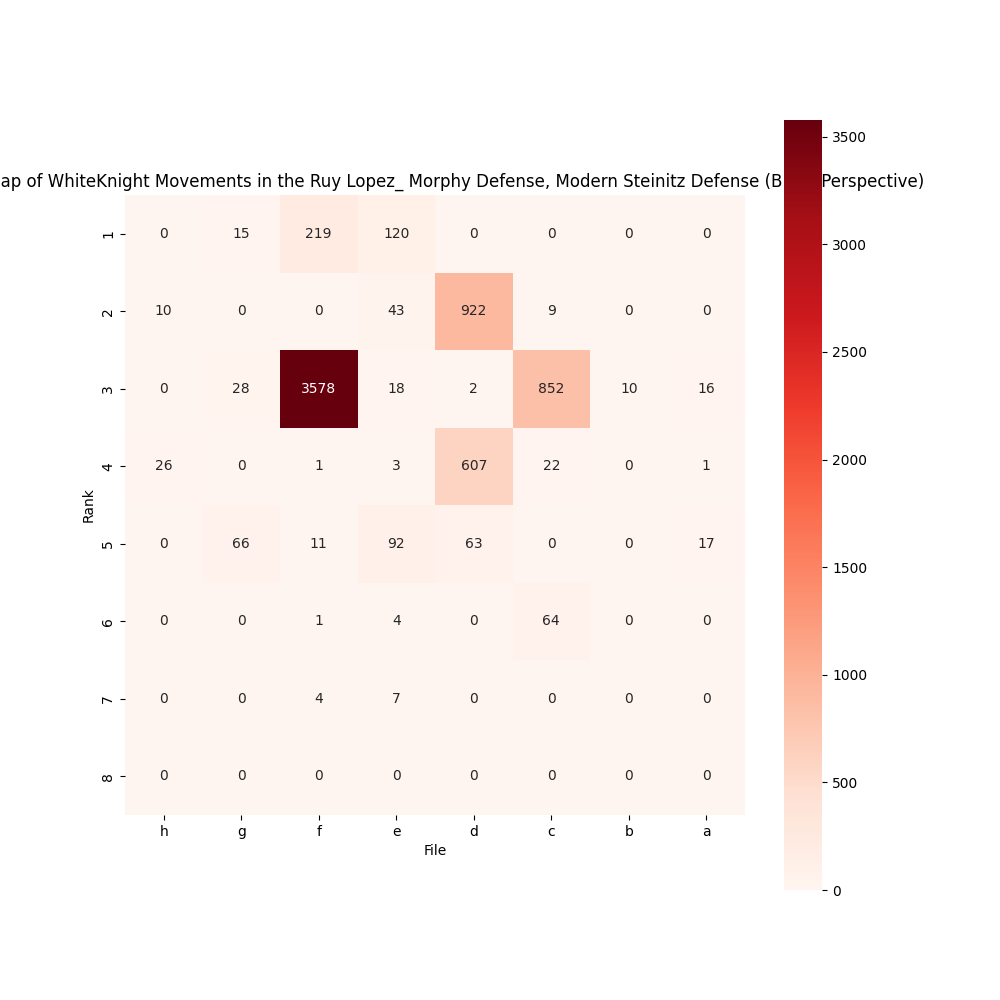 3500
ap of WhiteKnight Movements in the Ruy Lopez_ Morphy Defense, Modern Steinitz Defense (B Perspective)
1 0 15 219 120 0 0 0 0
3000
2 10 0 0 43 922 9 0 0
2500
3 0 28 3578 18 2 852 10 16
2000
4 26 0 1 3 607 22 0 1
Rank
1500
5 0 66 11 92 63 0 0 17
6 0 0 1 4 0 64 0 0
1000
7 0 0 4 7 0 0 0 0
500
8 0 0 0 0 0 0 0 0
h g f e d c b a
File
0